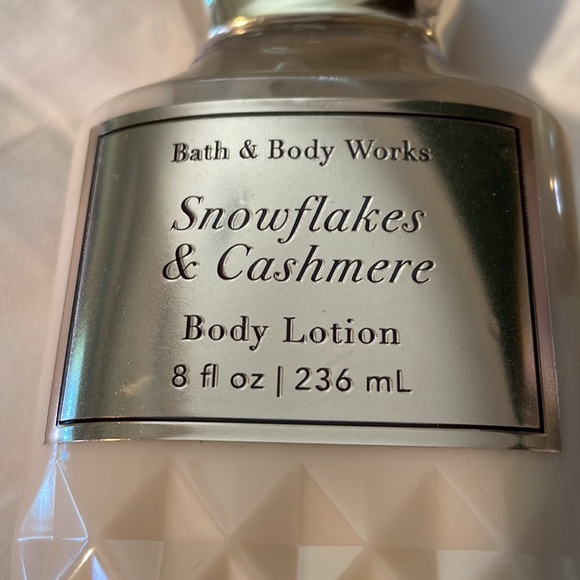 Bath & Body Works
Snowflakes
& Cashmere
Body Lotion
8 fl oz | 236 mL